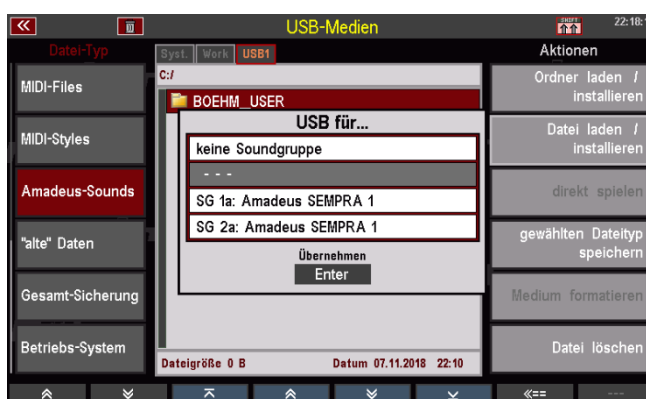 USB-Medien
SHIFT
22:18:
Datei-Typ
Syst. Work USB1
Aktionen
C:/
MIDI-Files
BOEHM_USER
Ordner laden /
installieren
USB für...
keine Soundgruppe
MIDI-Styles
Datei laden /
installieren
- - -
Amadeus-Sounds
SG 1a: Amadeus SEMPRA 1
direkt spielen
SG 2a: Amadeus SEMPRA 1
"alte" Daten
gewählten Dateityp
speichern
Übernehmen
Enter
Gesamt-Sicherung
Medium formatieren
Betriebs-System
Datei löschen
Dateigröße 0 B Datum 07.11.2018 22:10
«== ---